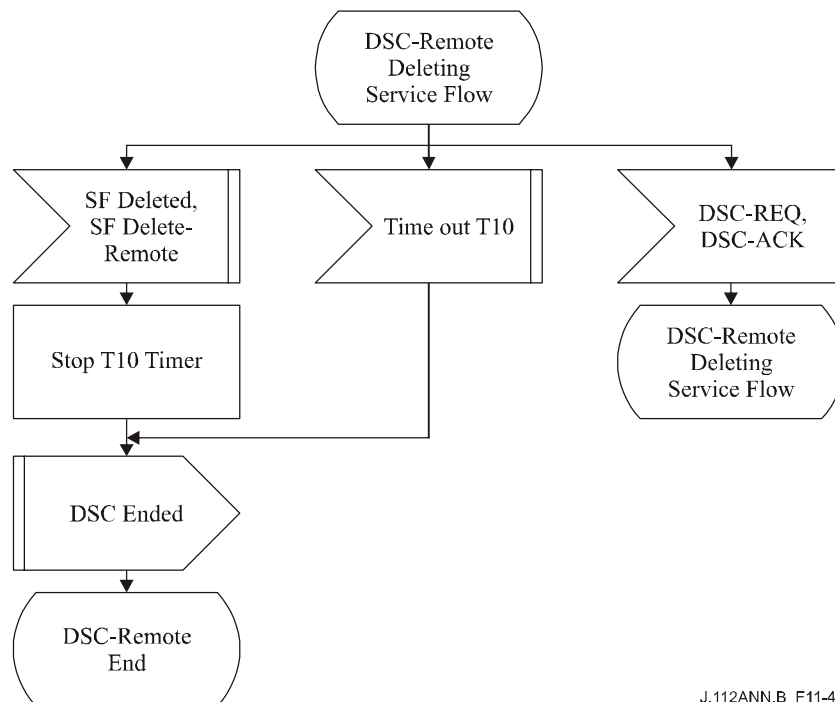 DSC-Remote
Deleting
Service Flow
SF Deleted,
SF Delete-
Remote
Time out T10
DSC-REQ,
DSC-ACK
Stop T10 Timer
DSC-Remote
Deleting
Service Flow
DSC Ended
DSC-Remote
End
J.112ANN.B_F11-4